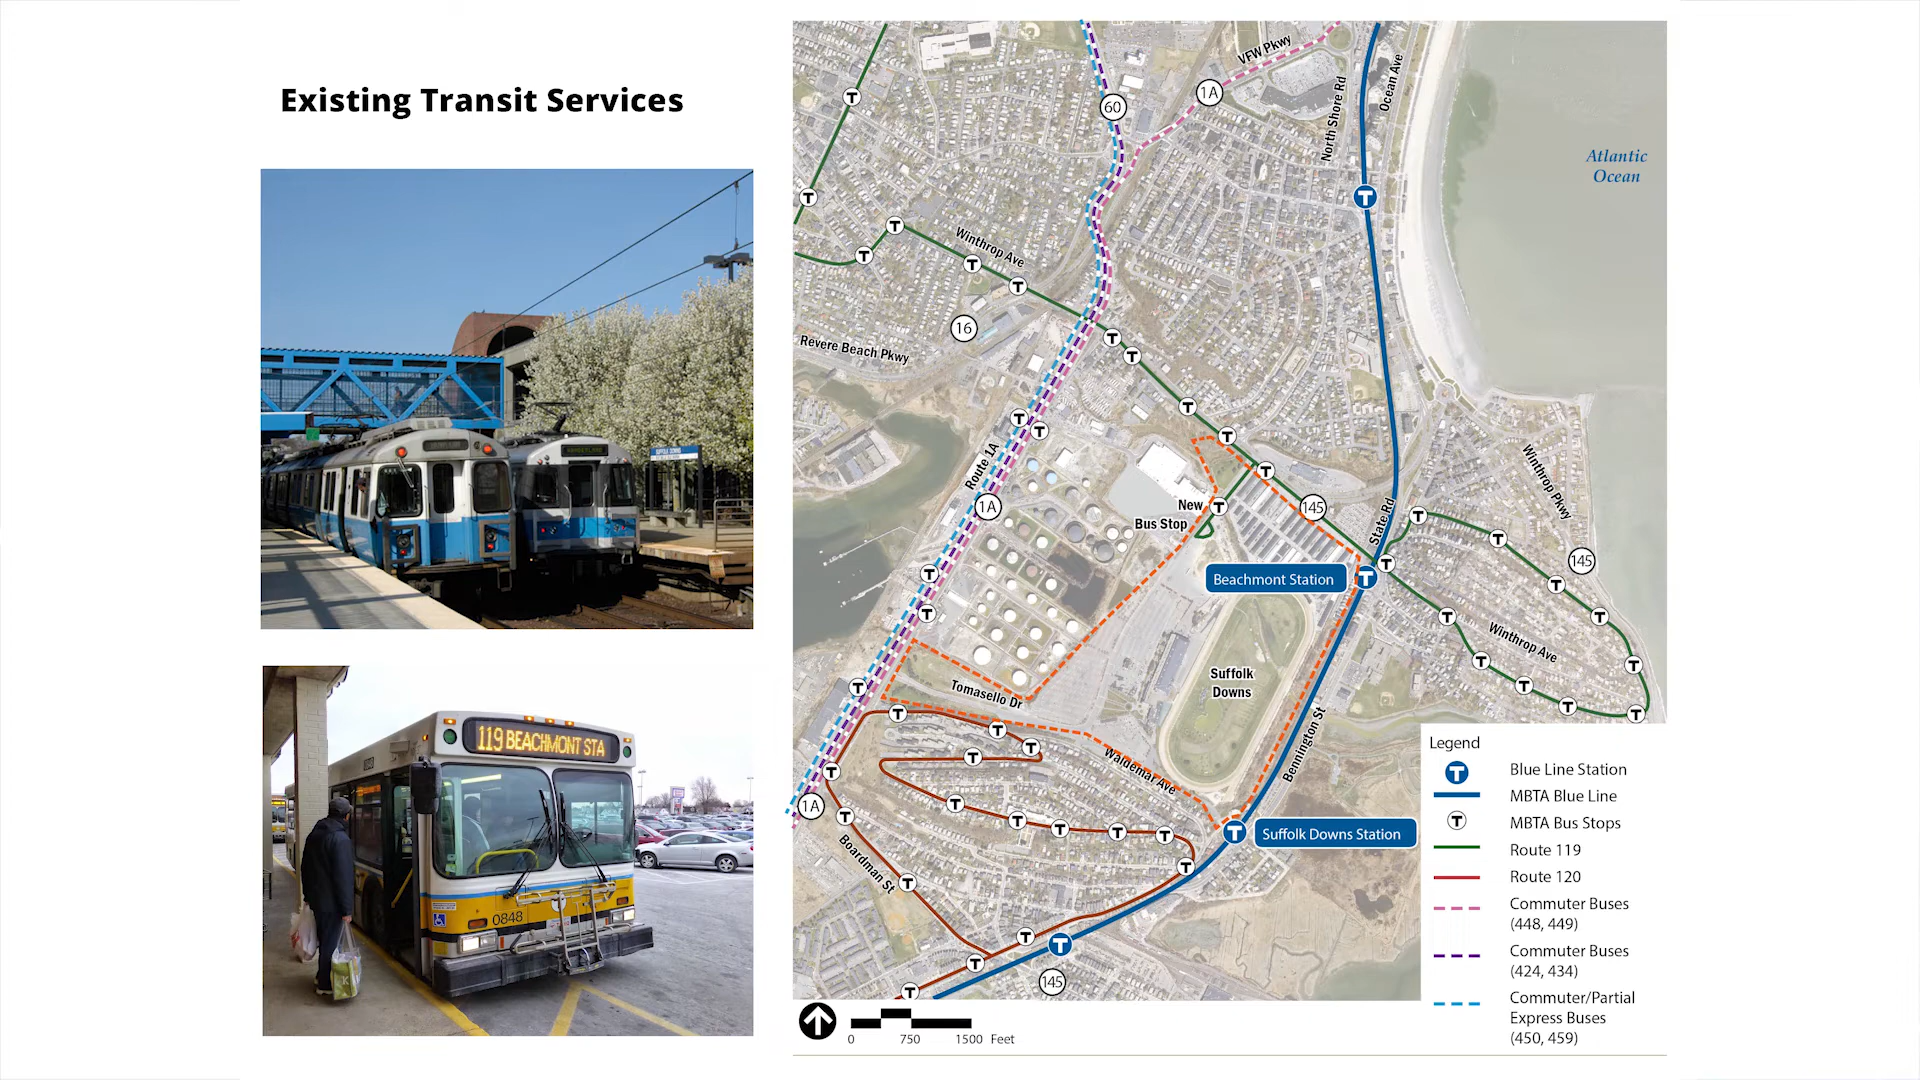 Existing Transit Services
SUFFOLK DOWNS
119 BEACHMONT STA
0848
VFW Pkwy
1A
60
North Shore Rd
Ocean Ave
Atlantic
Ocean
T
T
T
T
T
Winthrop Ave
T
T
16
Revere Beach Pkwy
T
T
T
T
T
T
Route 1A
1A
T
New
Bus Stop
T
145
State Rd
T
T
Winthrop Pkwy
145
T
Beachmont Station
T
T
T
T
T
T
Winthrop Ave
T
T
T
T
T
T
Suffolk
Downs
Tomasello Dr
T
T
T
T
T
Waldemar Ave
Bennington St
T
1A
T
T
T
T
T
T
T
Suffolk Downs Station
T
Boardman St
T
T
T
T
T
145
T
0 750 1500 Feet
Legend
T Blue Line Station
MBTA Blue Line
T MBTA Bus Stops
Route 119
Route 120
Commuter Buses
(448, 449)
Commuter Buses
(424, 434)
Commuter/Partial
Express Buses
(450, 459)